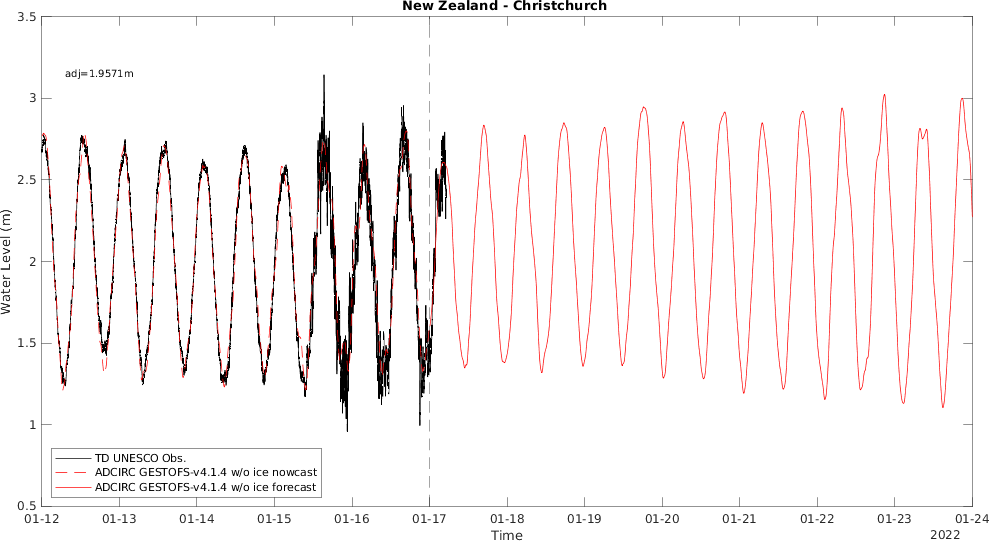 New Zealand - Christchurch
3.5
3
2.5
2
1.5
1
0.5
Water Level (m)
adj=1.9571m
TD UNESCO Obs.
ADCIRC GESTOFS-v4.1.4 w/o ice nowcast
ADCIRC GESTOFS-v4.1.4 w/o ice forecast
01-12 01-13 01-14 01-15 01-16 01-17 01-18 01-19 01-20 01-21 01-22 01-23 01-24
Time
2022